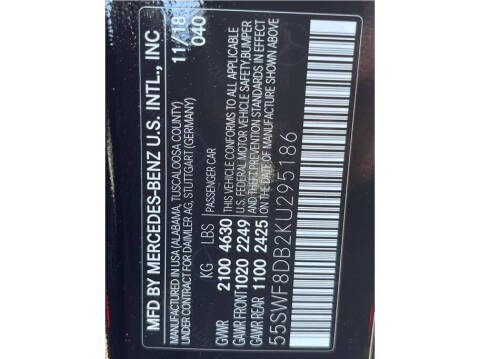 MFD BY MERCEDES-BENZ U.S. INTL., INC
MANUFACTURED IN USA (ALABAMA, TUSCALOOSA COUNTY) 11/18
UNDER CONTRACT FOR DAIMLER AG, STUTTGART (GERMANY) 040
KG LBS PASSENGER CAR
GVWR 2100 4630 THIS VEHICLE CONFORMS TO ALL APPLICABLE
GAWR FRONT 1020 2249 U.S. FEDERAL MOTOR VEHICLE SAFETY, BUMPER
GAWR REAR 1100 2425 AND THEFT PREVENTION STANDARDS IN EFFECT
ON THE DATE OF MANUFACTURE SHOWN ABOVE
55SWF8DB2KU295186